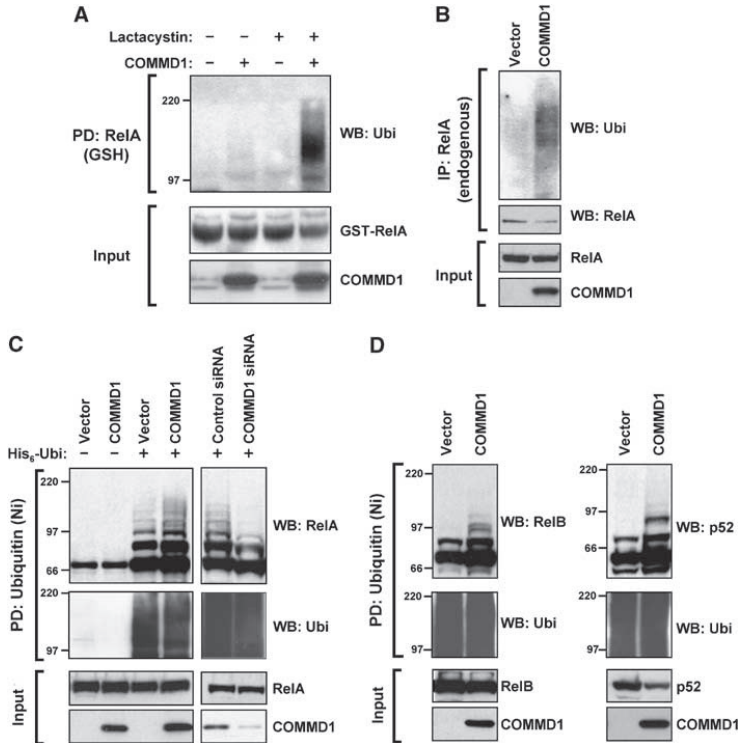 A
Lactacystin: – – + +
COMMD1: – + – +
220
97
PD: RelA
(GSH)
WB: Ubi
Input
GST-RelA
COMMD1
B
Vector
COMMD1
IP: RelA
(endogenous)
WB: Ubi
WB: RelA
Input
RelA
COMMD1
C
Vector
COMMD1
Vector
COMMD1
Control siRNA
COMMD1 siRNA
His6-Ubi: – – + + + +
PD: Ubiquitin (Ni)
220
97
66
WB: RelA
220
97
WB: Ubi
Input
RelA
COMMD1
D
Vector
COMMD1
PD: Ubiquitin (Ni)
220
97
66
WB: RelB
220
97
WB: Ubi
Input
RelB
COMMD1
Vector
COMMD1
220
97
66
WB: p52
220
97
WB: Ubi
p52
COMMD1